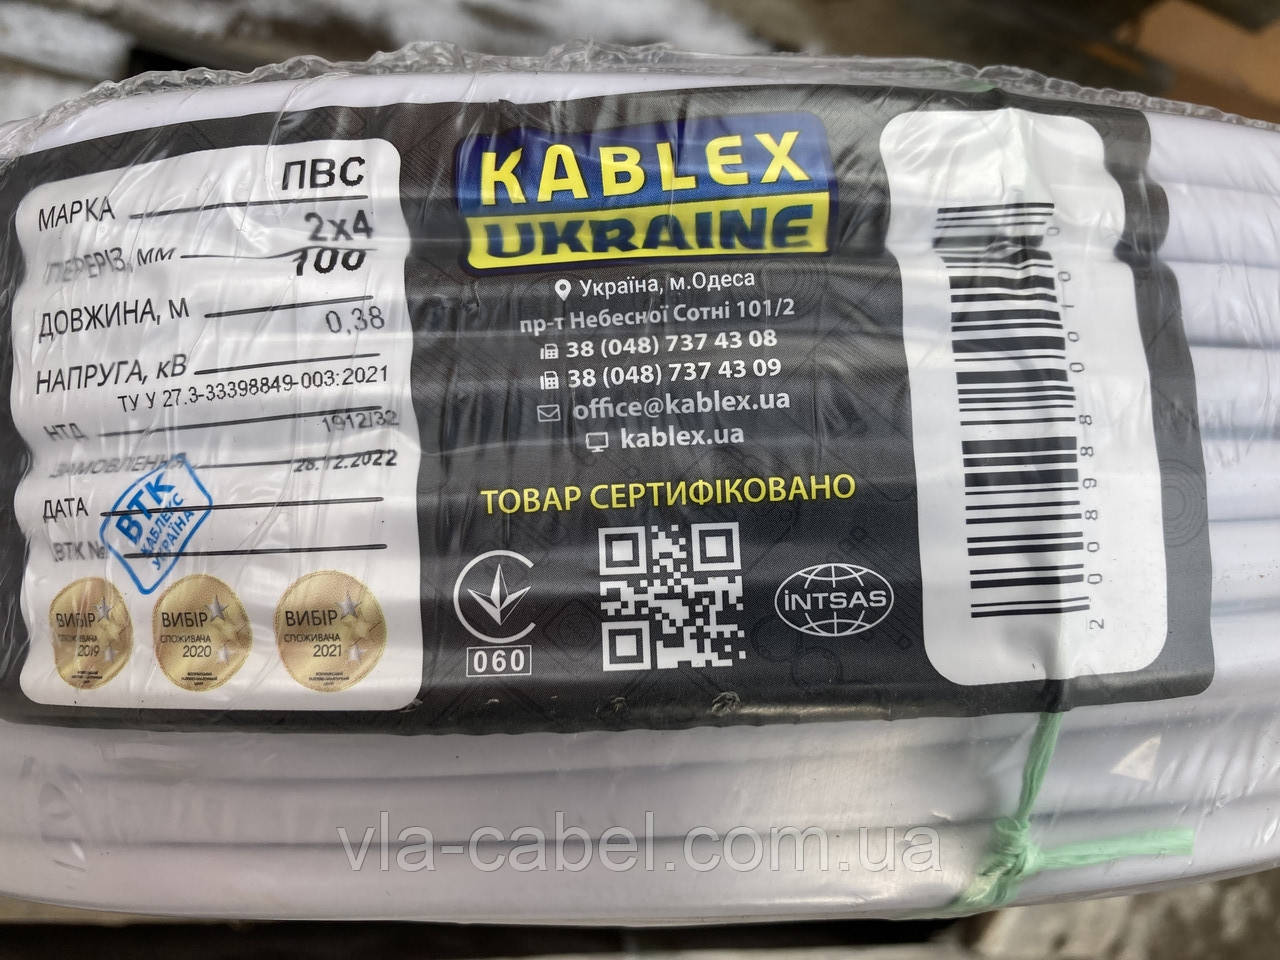 МАРКА ПВС
ПЕРЕРІЗ, мм 2х4
ДОВЖИНА, м 100
НАПРУГА, кВ 0,38
НТД ТУ У 27.3-33398849-003:2021
ЗАМОВЛЕННЯ 1912/32
ДАТА 28.12.2022
ВТК №
ВТК
КАБЛЕКС
УКРАЇНА
ВИБІР
СПОЖИВАЧА
2019
ВИБІР
СПОЖИВАЧА
2020
ВИБІР
СПОЖИВАЧА
2021
KABLEX
UKRAINE
Україна, м.Одеса
пр-т Небесної Сотні 101/2
38 (048) 737 43 08
38 (048) 737 43 09
office@kablex.ua
kablex.ua
ТОВАР СЕРТИФІКОВАНО
060
INTSAS
vla-cabel.com.ua